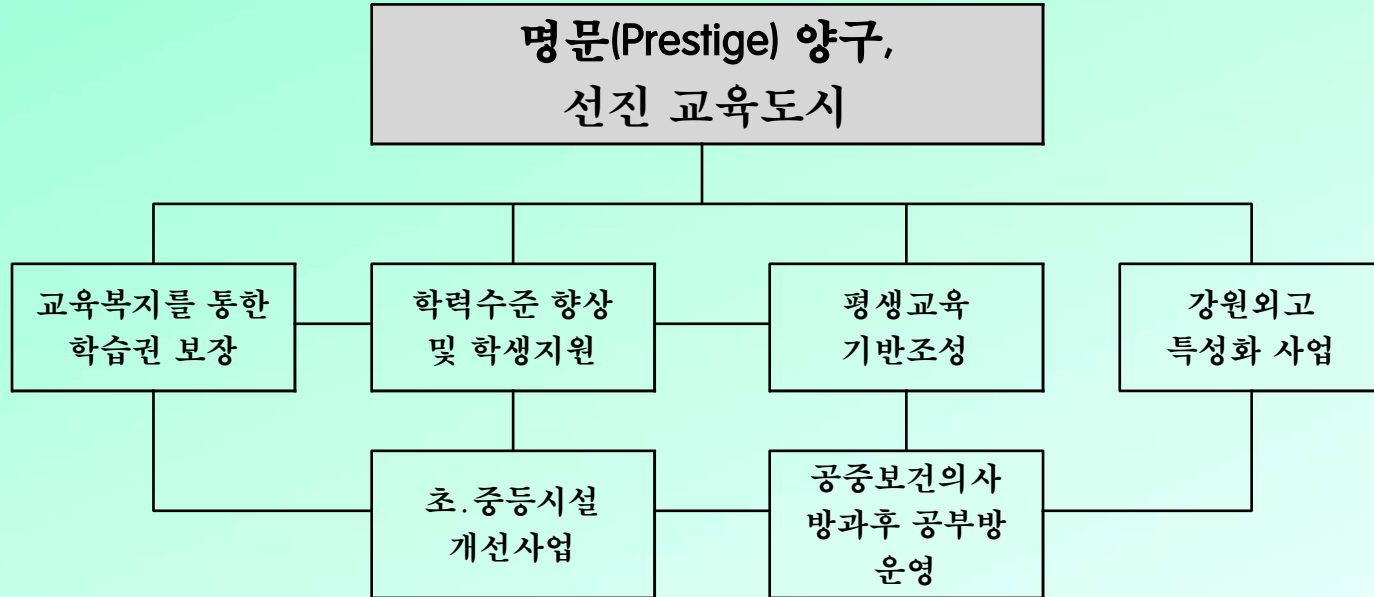 명문(Prestige) 양구,
선진 교육도시
교육복지를 통한
학습권 보장
학력수준 향상
및 학생지원
평생교육
기반조성
강원외고
특성화 사업
초.중등시설
개선사업
공중보건의사
방과후 공부방
운영